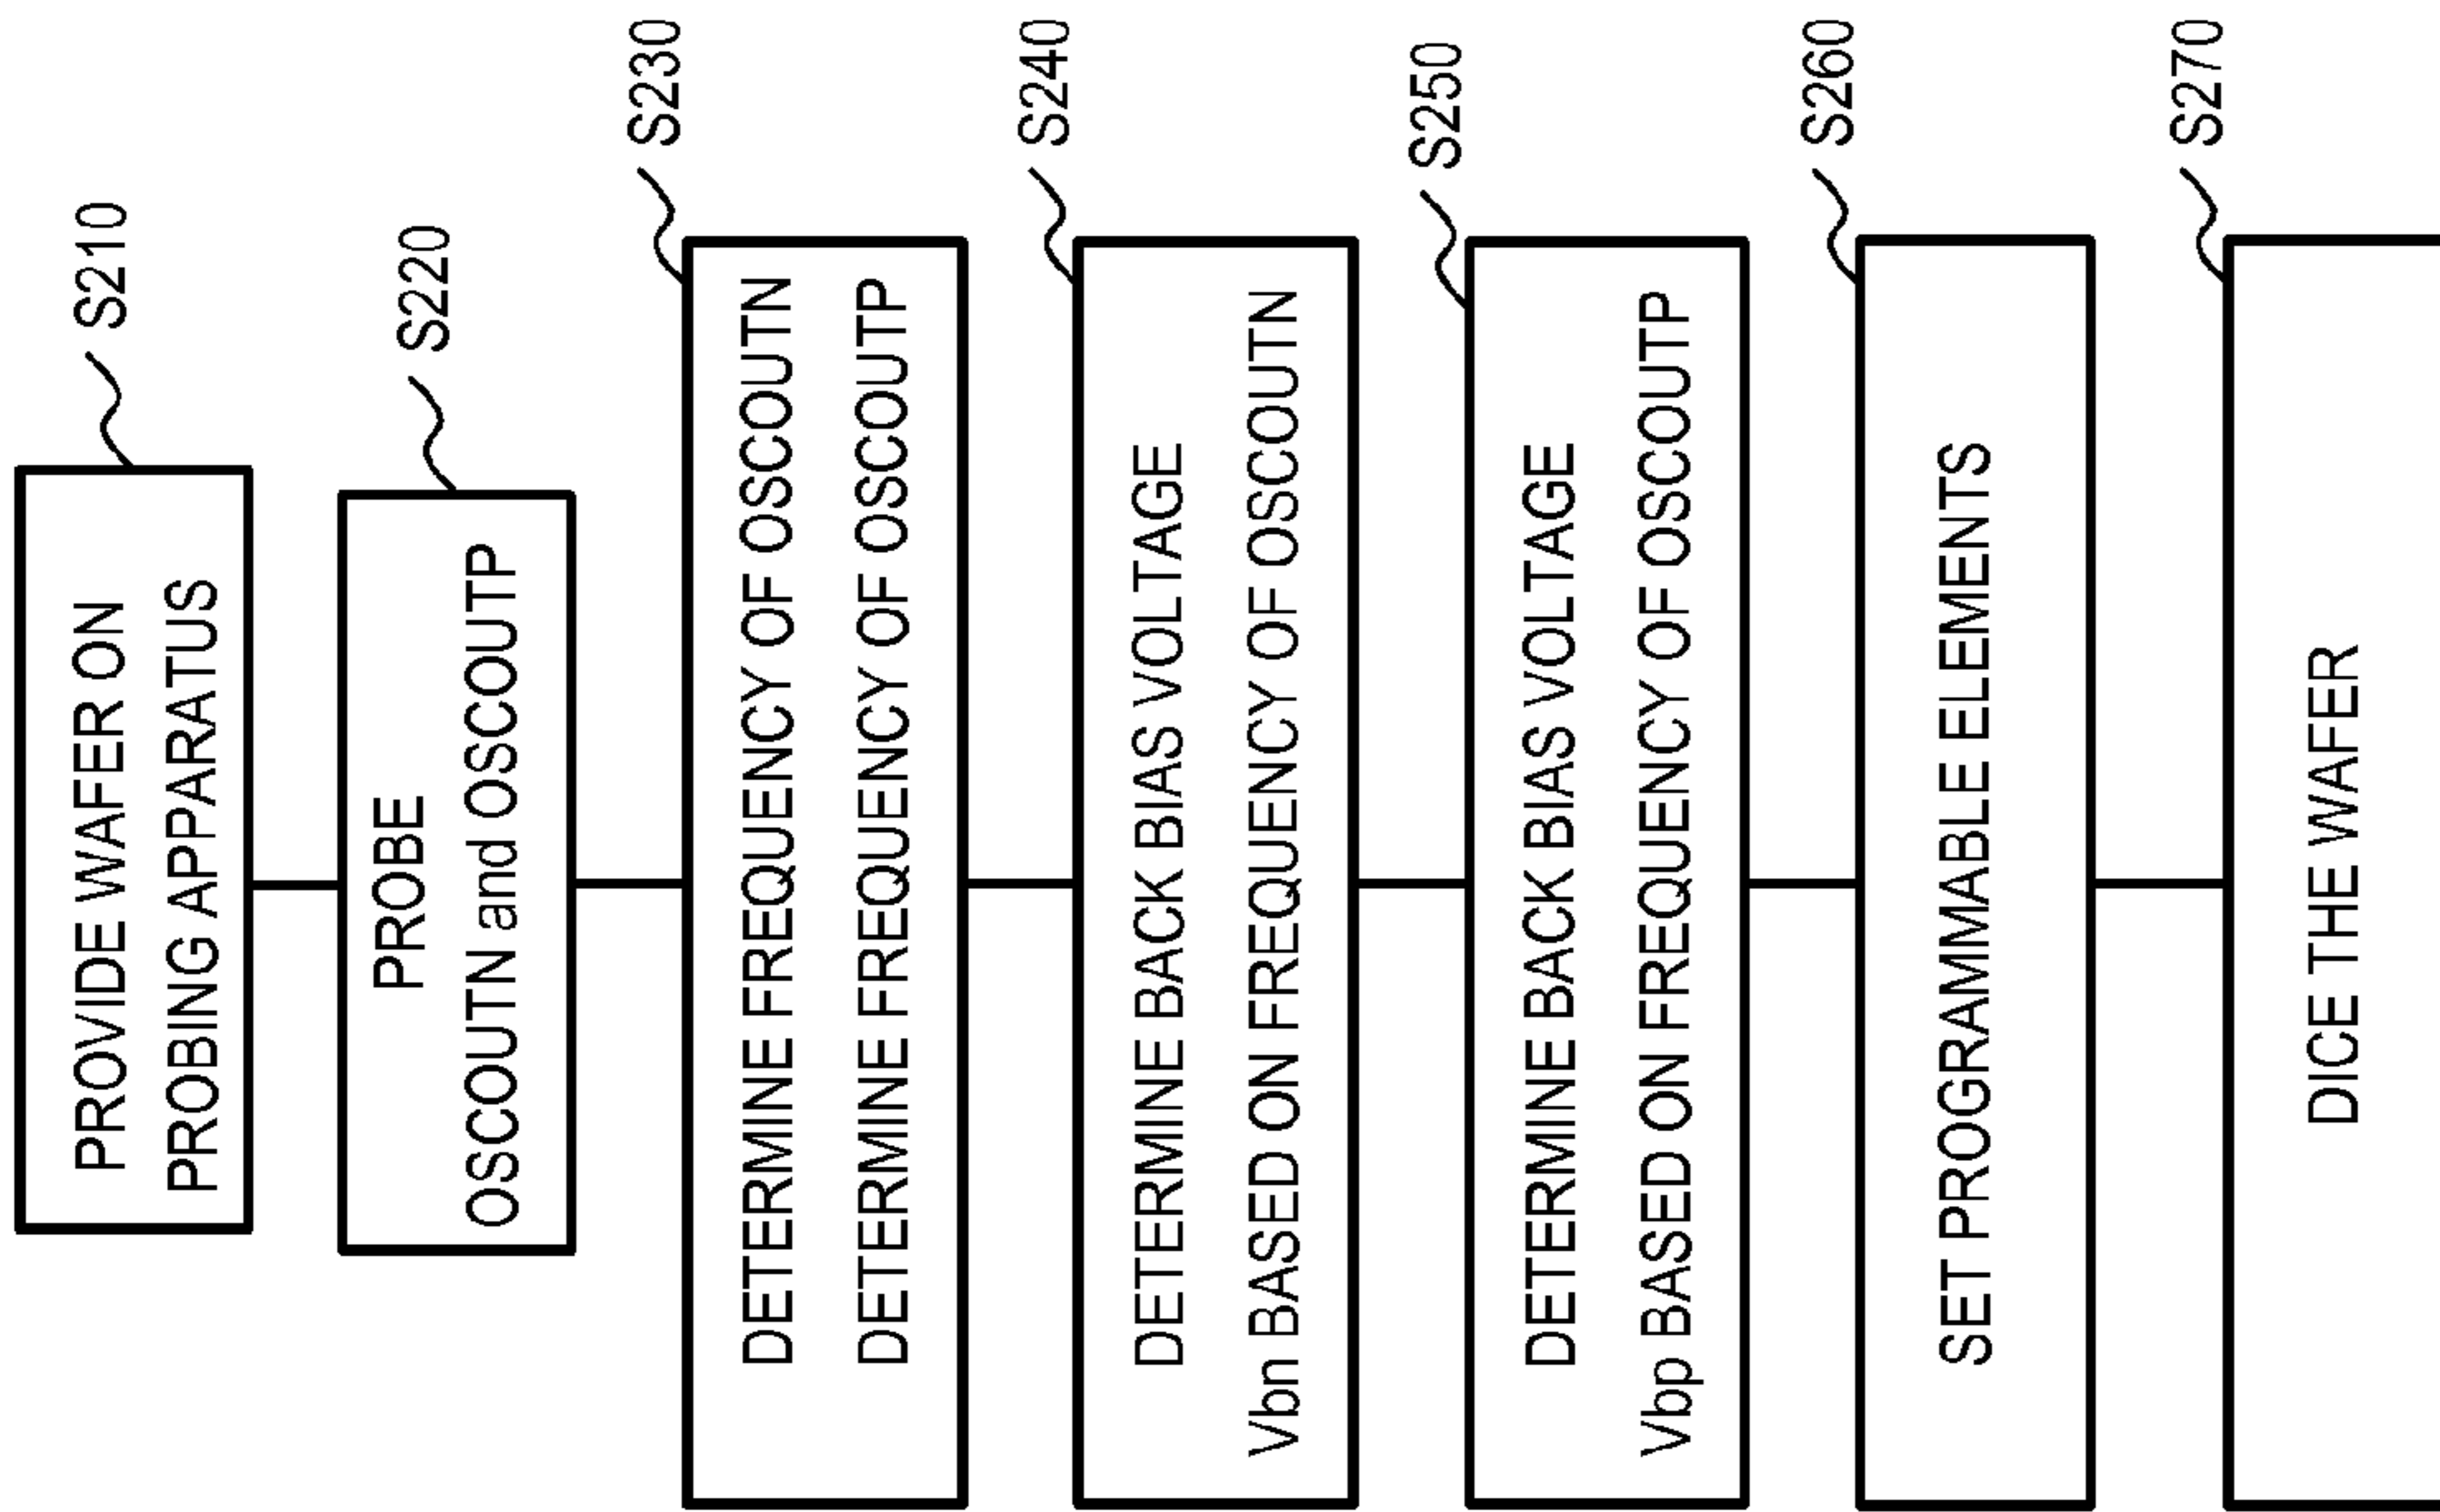 S210
PROVIDE WAFER ON
PROBING APPARATUS
S220
PROBE
OSCOUTN and OSCOUTP
S230
DETERMINE FREQUENCY OF OSCOUTN
DETERMINE FREQUENCY OF OSCOUTP
S240
DETERMINE BACK BIAS VOLTAGE
Vbn BASED ON FREQUENCY OF OSCOUTN
S250
DETERMINE BACK BIAS VOLTAGE
Vbp BASED ON FREQUENCY OF OSCOUTP
S260
SET PROGRAMMABLE ELEMENTS
S270
DICE THE WAFER